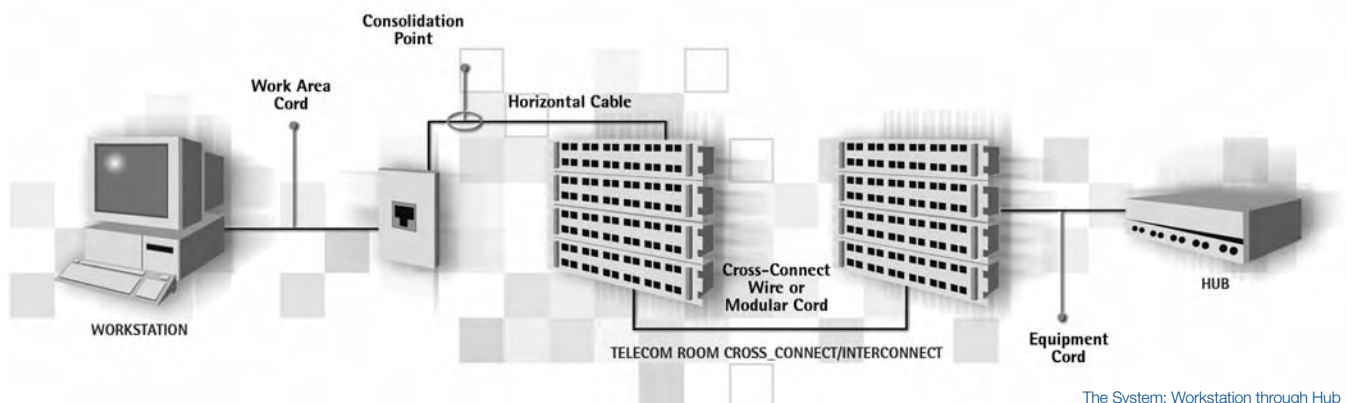 Consolidation
Point
Work Area
Cord
Horizontal Cable
Cross-Connect
Wire or
Modular Cord
HUB
WORKSTATION
TELECOM ROOM CROSS_CONNECT/INTERCONNECT
Equipment
Cord
The System: Workstation through Hub